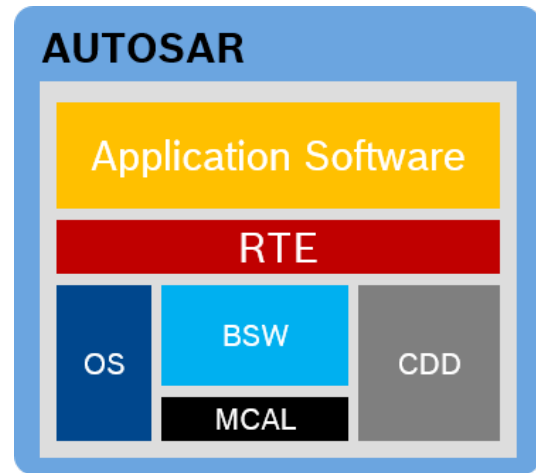 AUTOSAR
Application Software
RTE
OS
BSW
CDD
MCAL